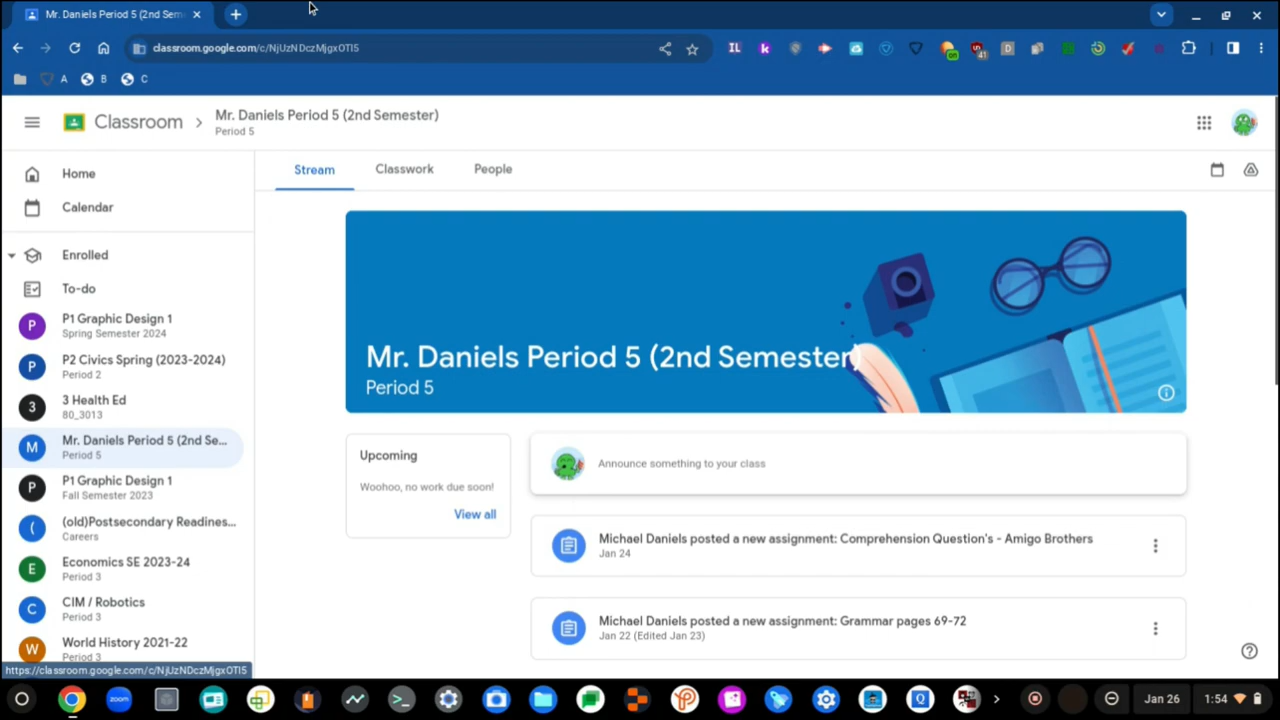 Mr. Daniels Period 5 (2nd Sem
classroom.google.com/c/NjUzNDczMjgxOTI5
IL
k
on
41
D
A
B
C
Classroom
Mr. Daniels Period 5 (2nd Semester)
Period 5
Home
Calendar
Enrolled
To-do
P
P1 Graphic Design 1
Spring Semester 2024
P
P2 Civics Spring (2023-2024)
Period 2
3
3 Health Ed
80_3013
M
Mr. Daniels Period 5 (2nd Se...
Period 5
P
P1 Graphic Design 1
Fall Semester 2023
(
(old)Postsecondary Readines...
Careers
E
Economics SE 2023-24
Period 3
C
CIM / Robotics
Period 3
W
World History 2021-22
Period 3
https://classroom.google.com/c/NjUzNDczMjgxOTI5
Stream
Classwork
People
Mr. Daniels Period 5 (2nd Semester)
Period 5
Upcoming
Woohoo, no work due soon!
View all
Announce something to your class
Michael Daniels posted a new assignment: Comprehension Question's - Amigo Brothers
Jan 24
Michael Daniels posted a new assignment: Grammar pages 69-72
Jan 22 (Edited Jan 23)
zoom
Q
Jan 26
1:54